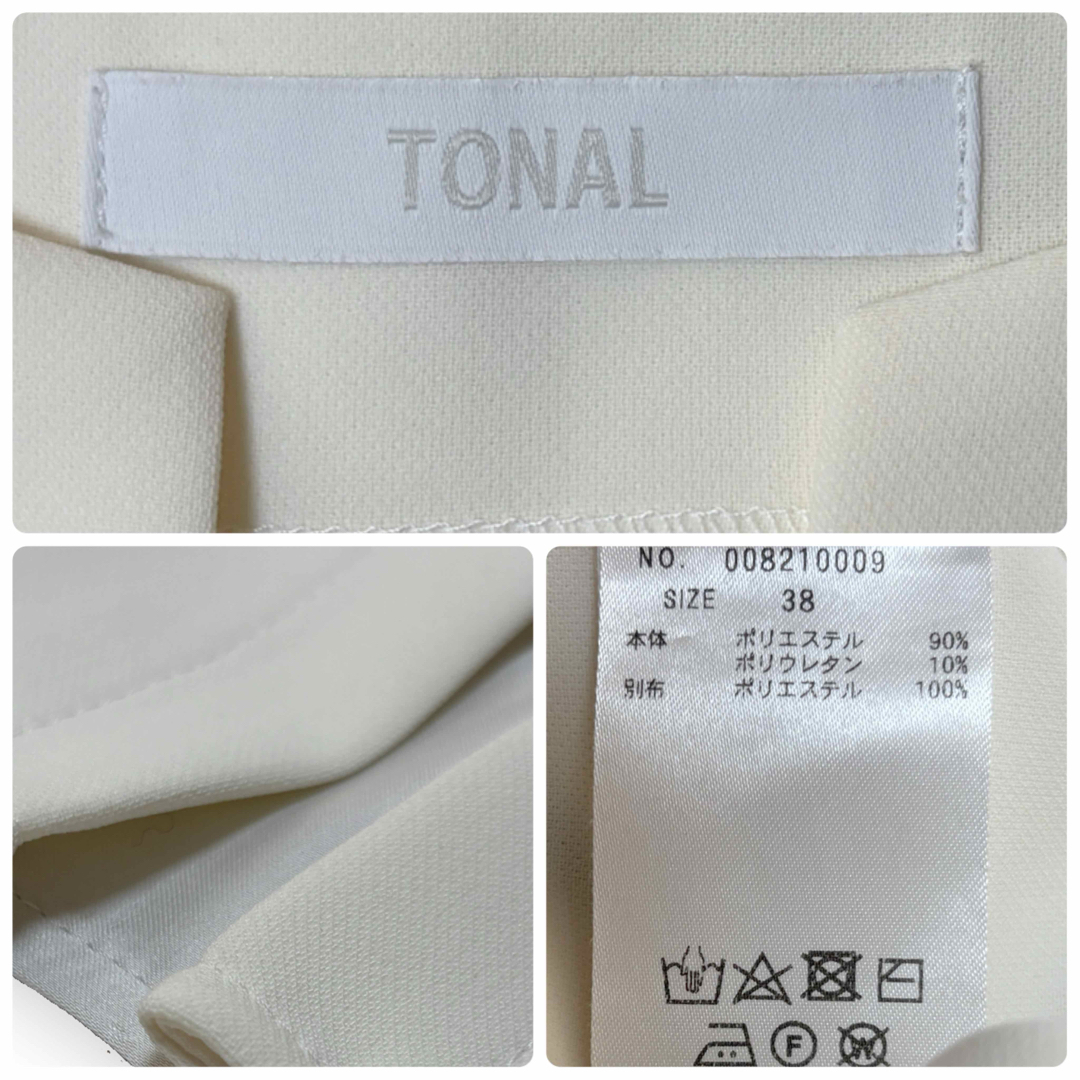 TONAL
NO. 008210009
SIZE 38
本体 ポリエステル 90%
ポリウレタン 10%
別布 ポリエステル 100%
F W